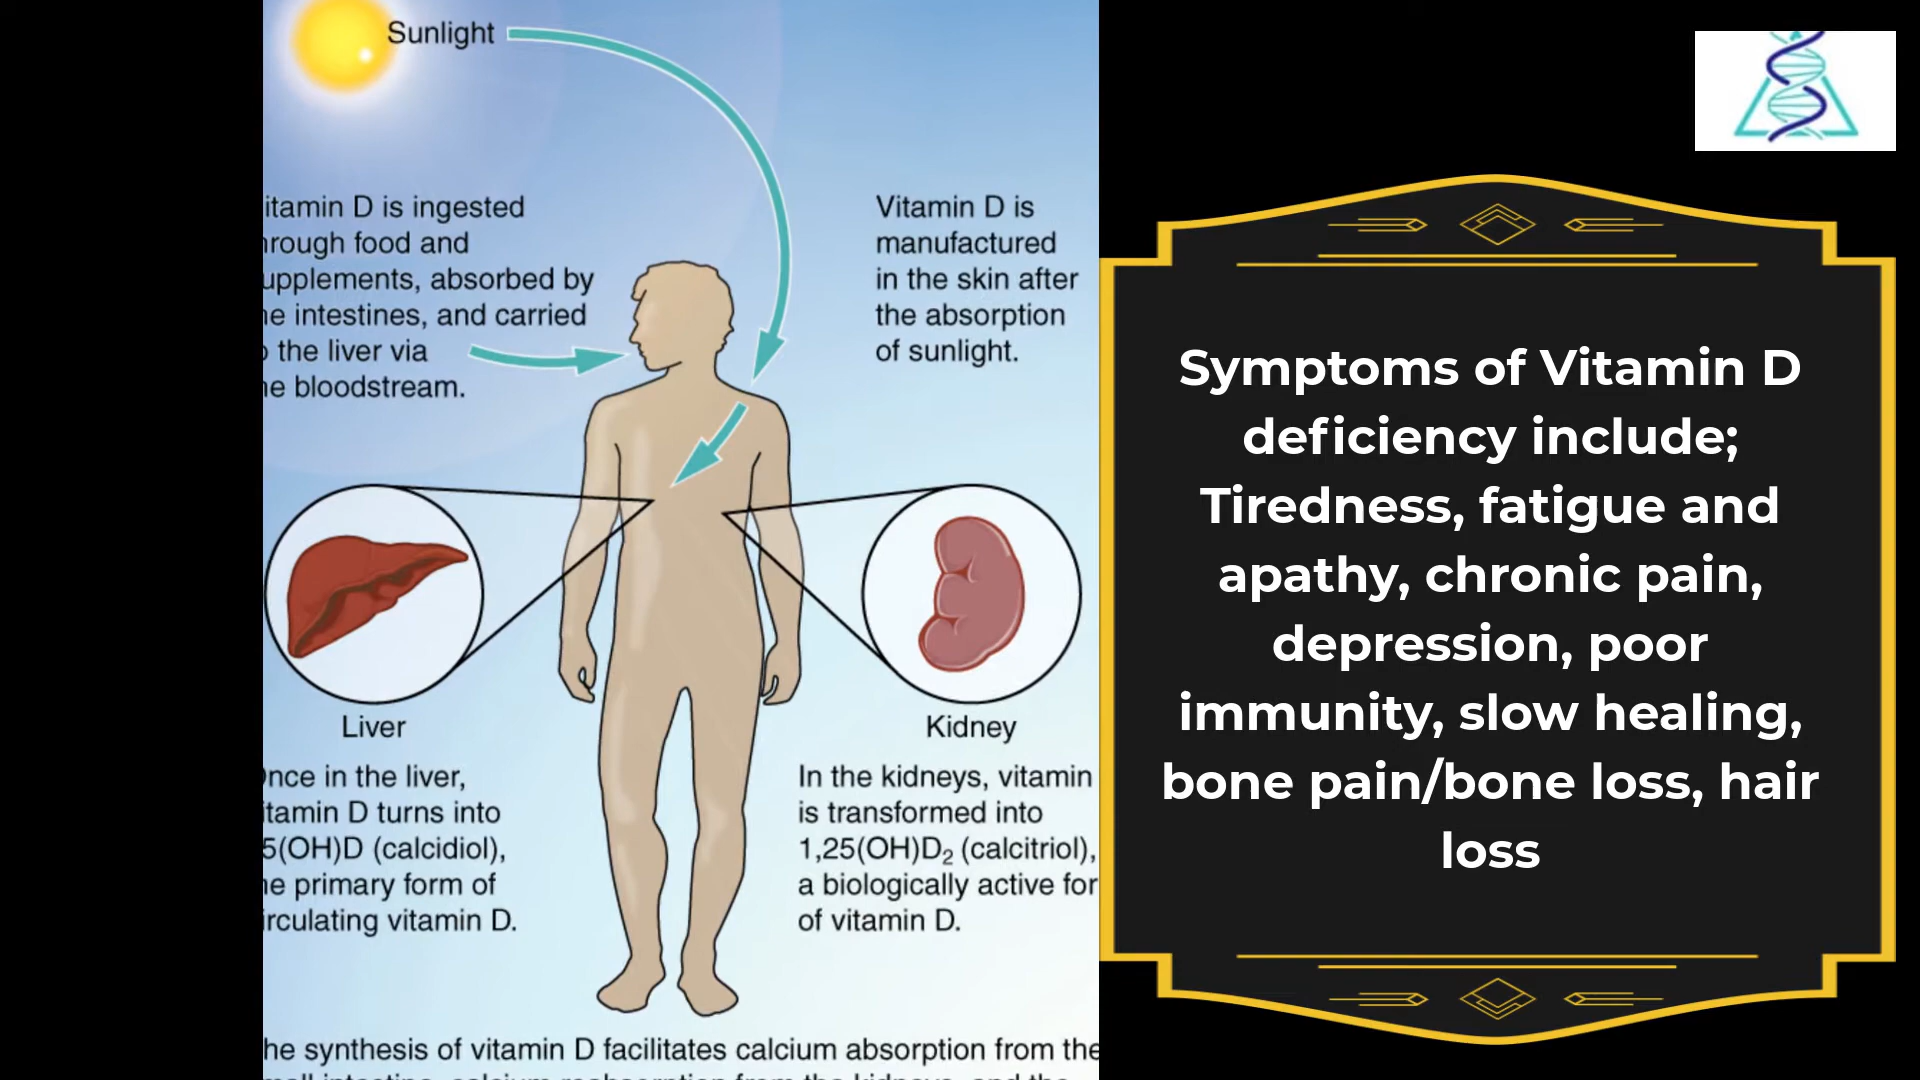 Sunlight
itamin D is ingested
hrough food and
upplements, absorbed by
he intestines, and carried
o the liver via
he bloodstream.
Vitamin D is
manufactured
in the skin after
the absorption
of sunlight.
Liver
Kidney
Once in the liver,
itamin D turns into
5(OH)D (calcidiol),
he primary form of
irculating vitamin D.
In the kidneys, vitamin
is transformed into
1,25(OH)D₂ (calcitriol),
a biologically active for
of vitamin D.
he synthesis of vitamin D facilitates calcium absorption from the
Symptoms of Vitamin D
deficiency include;
Tiredness, fatigue and
apathy, chronic pain,
depression, poor
immunity, slow healing,
bone pain/bone loss, hair
loss